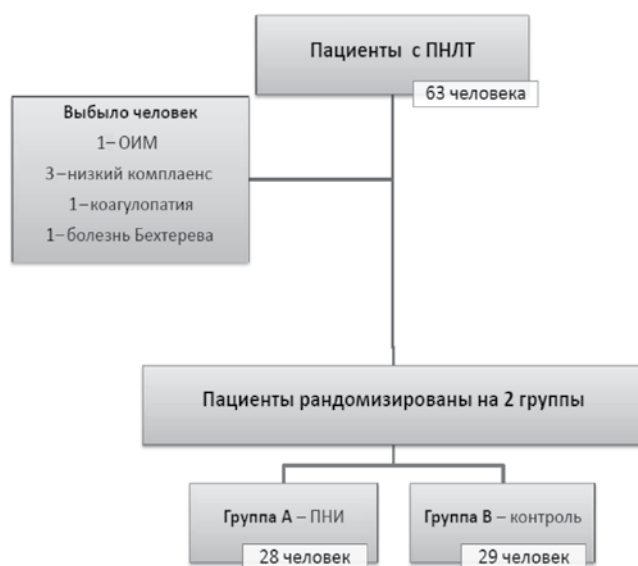 Пациенты с ПНЛТ
63 человека
Выбыло человек
1– ОИМ
3–низкий комплаенс
1–коагулопатия
1–болезнь Бехтерева
Пациенты рандомизированы на 2 группы
Группа А – ПНИ
28 человек
Группа В – контроль
29 человек